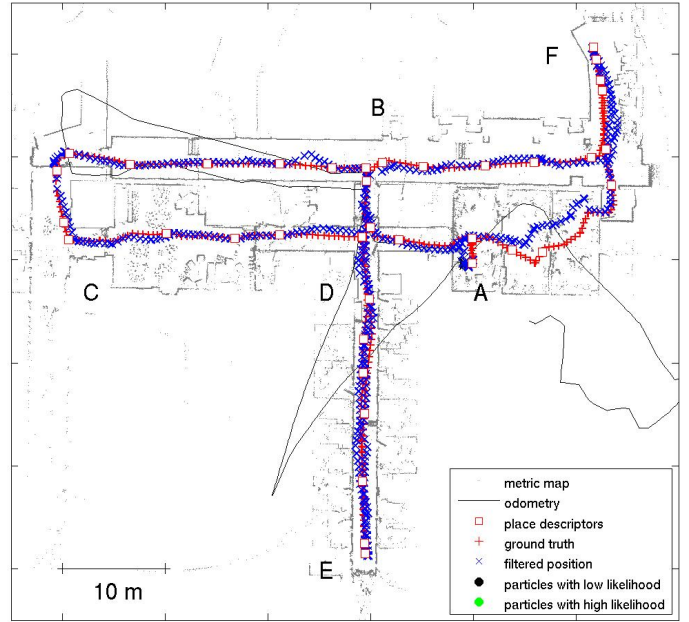 F
B
C
D
A
E
10 m
metric map
odometry
place descriptors
ground truth
filtered position
particles with low likelihood
particles with high likelihood